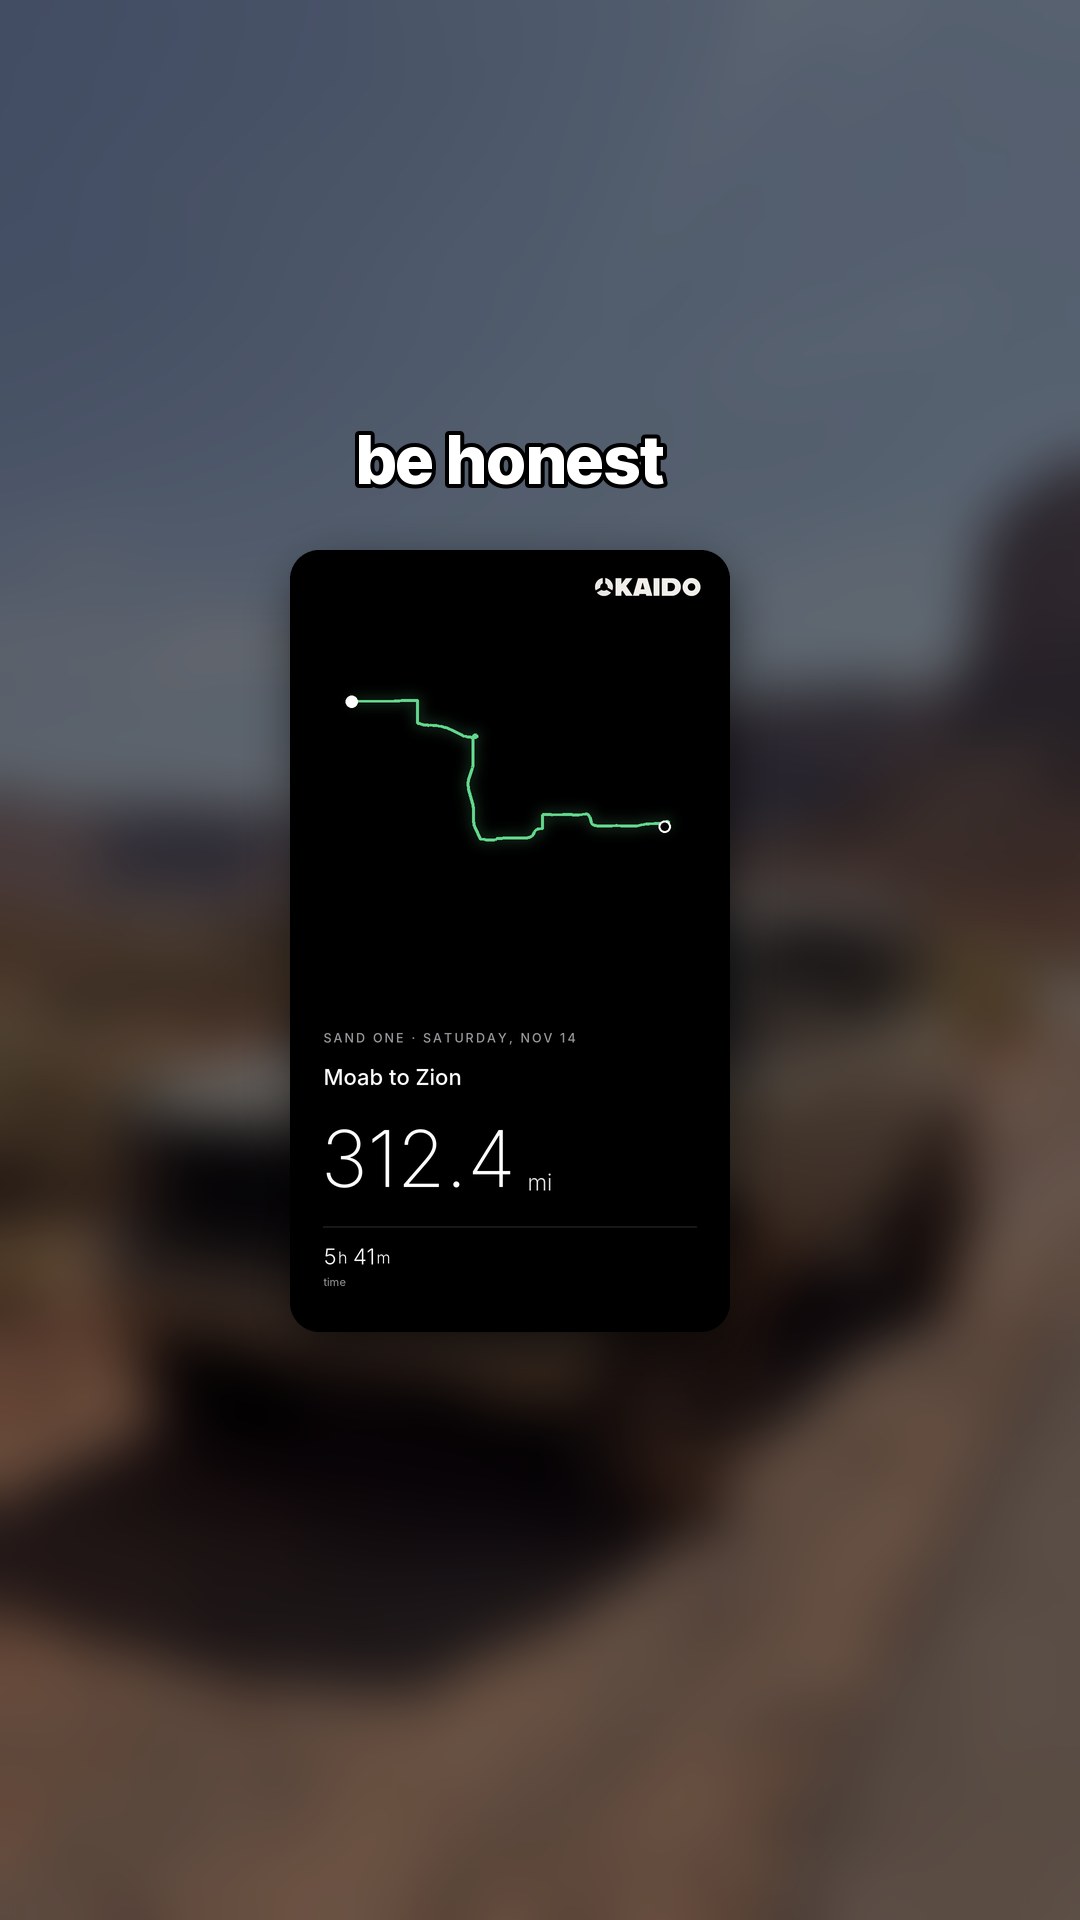 be honest
KAIDO
SAND ONE · SATURDAY, NOV 14
Moab to Zion
312.4 mi
5h 41m
time